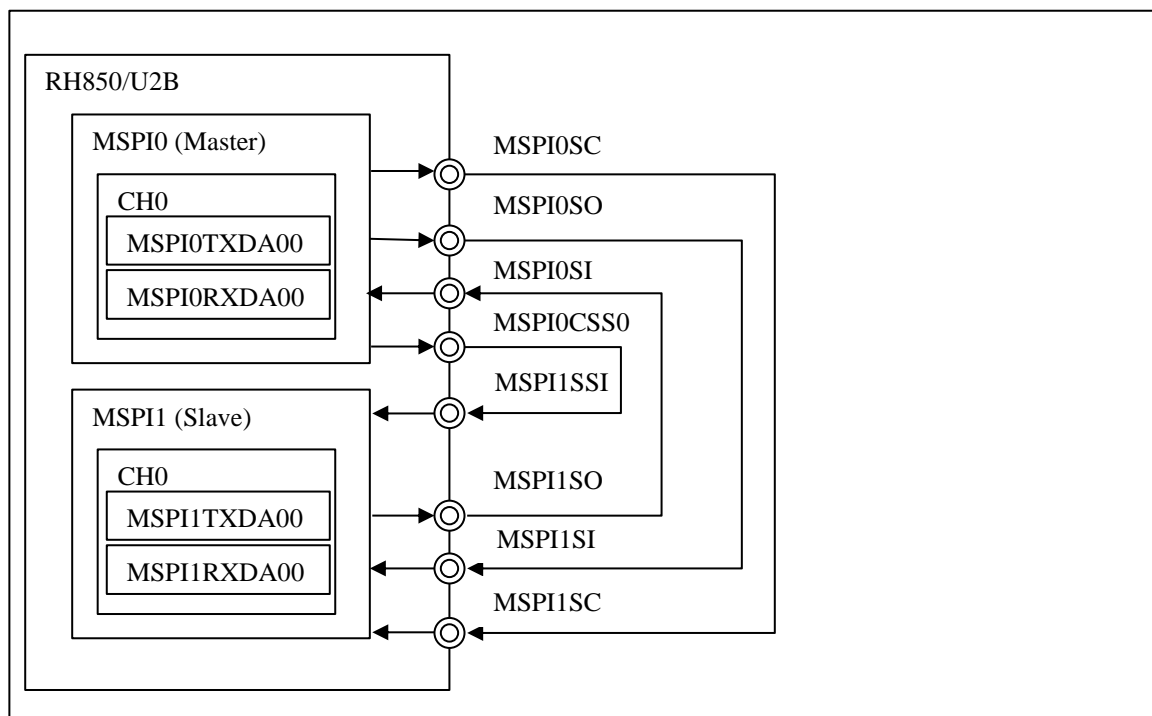 RH850/U2B
MSPI0 (Master)
MSPI0SC
CH0
MSPI0SO
MSPI0TXDA00
MSPI0SI
MSPI0RXDA00
MSPI0CSS0
MSPI1SSI
MSPI1 (Slave)
CH0
MSPI1SO
MSPI1TXDA00
MSPI1SI
MSPI1RXDA00
MSPI1SC